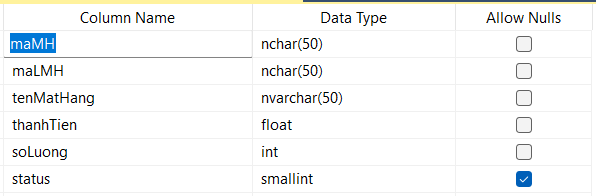 Column Name Data Type Allow Nulls
maMH nchar(50)
maLMH nchar(50)
tenMatHang nvarchar(50)
thanhTien float
soLuong int
status smallint